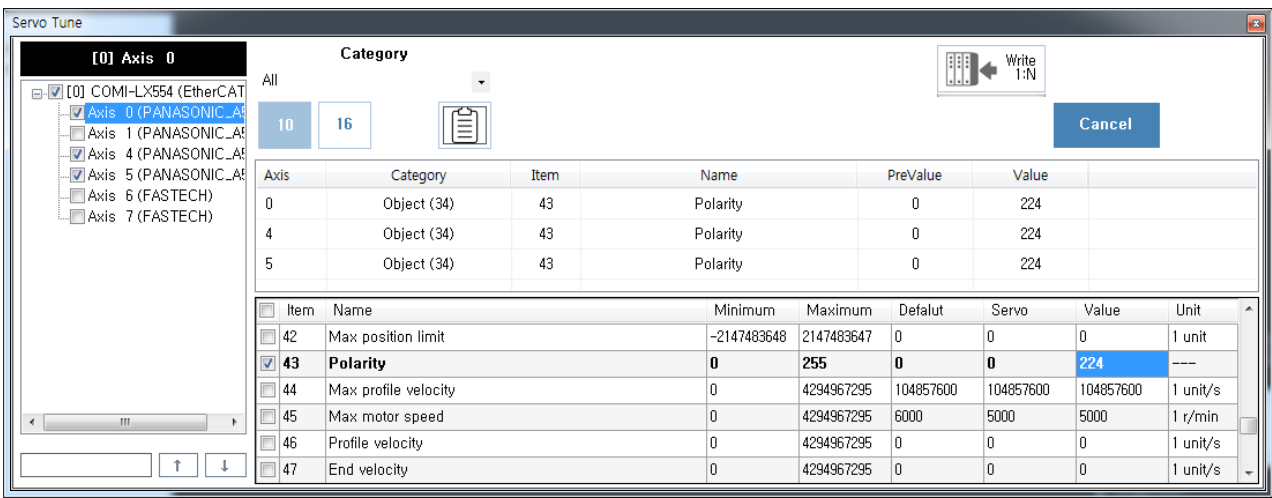 Servo Tune
[0] Axis 0
[0] COMI-LX554 (EtherCAT
Axis 0 (PANASONIC_A5
Axis 1 (PANASONIC_A5
Axis 4 (PANASONIC_A5
Axis 5 (PANASONIC_A5
Axis 6 (FASTECH)
Axis 7 (FASTECH)
Category
All
10 16
Write
1:N
Cancel
Axis Category Item Name PreValue Value
0 Object (34) 43 Polarity 0 224
4 Object (34) 43 Polarity 0 224
5 Object (34) 43 Polarity 0 224
Item Name Minimum Maximum Defalut Servo Value Unit
42 Max position limit -2147483648 2147483647 0 0 0 1 unit
43 Polarity 0 255 0 0 224 ---
44 Max profile velocity 0 4294967295 104857600 104857600 104857600 1 unit/s
45 Max motor speed 0 4294967295 6000 5000 5000 1 r/min
46 Profile velocity 0 4294967295 0 0 0 1 unit/s
47 End velocity 0 4294967295 0 0 0 1 unit/s